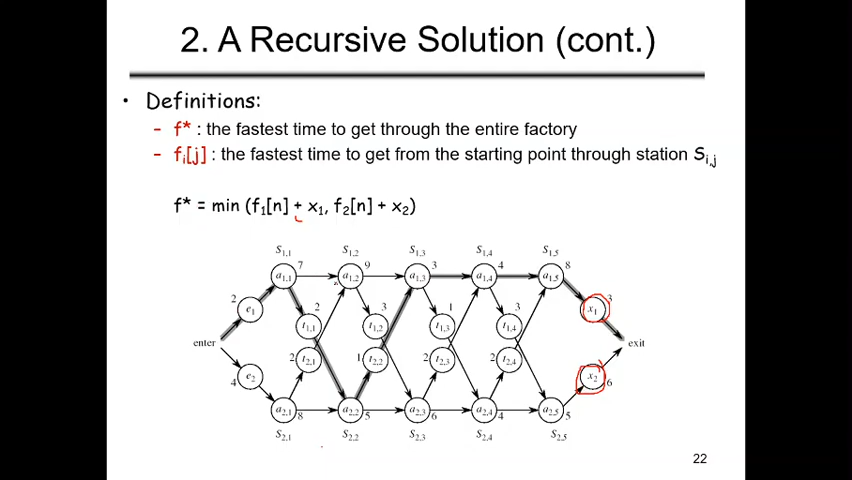 2. A Recursive Solution (cont.)
• Definitions:
– f* : the fastest time to get through the entire factory
– fᵢ[j] : the fastest time to get from the starting point through station Sᵢ,ⱼ
f* = min (f₁[n] + x₁, f₂[n] + x₂)
S1,1 S1,2 S1,3 S1,4 S1,5
7 9 3 4 8
a1,1 a1,2 a1,3 a1,4 a1,5
2 2 3 1 3 3
e1 x1
t1,1 t1,2 t1,3 t1,4
enter exit
2 t2,1 1 t2,2 2 t2,3 2 t2,4
e2 x2
4 6
a2,1 a2,2 a2,3 a2,4 a2,5
8 5 6 4 5
S2,1 S2,2 S2,3 S2,4 S2,5
22